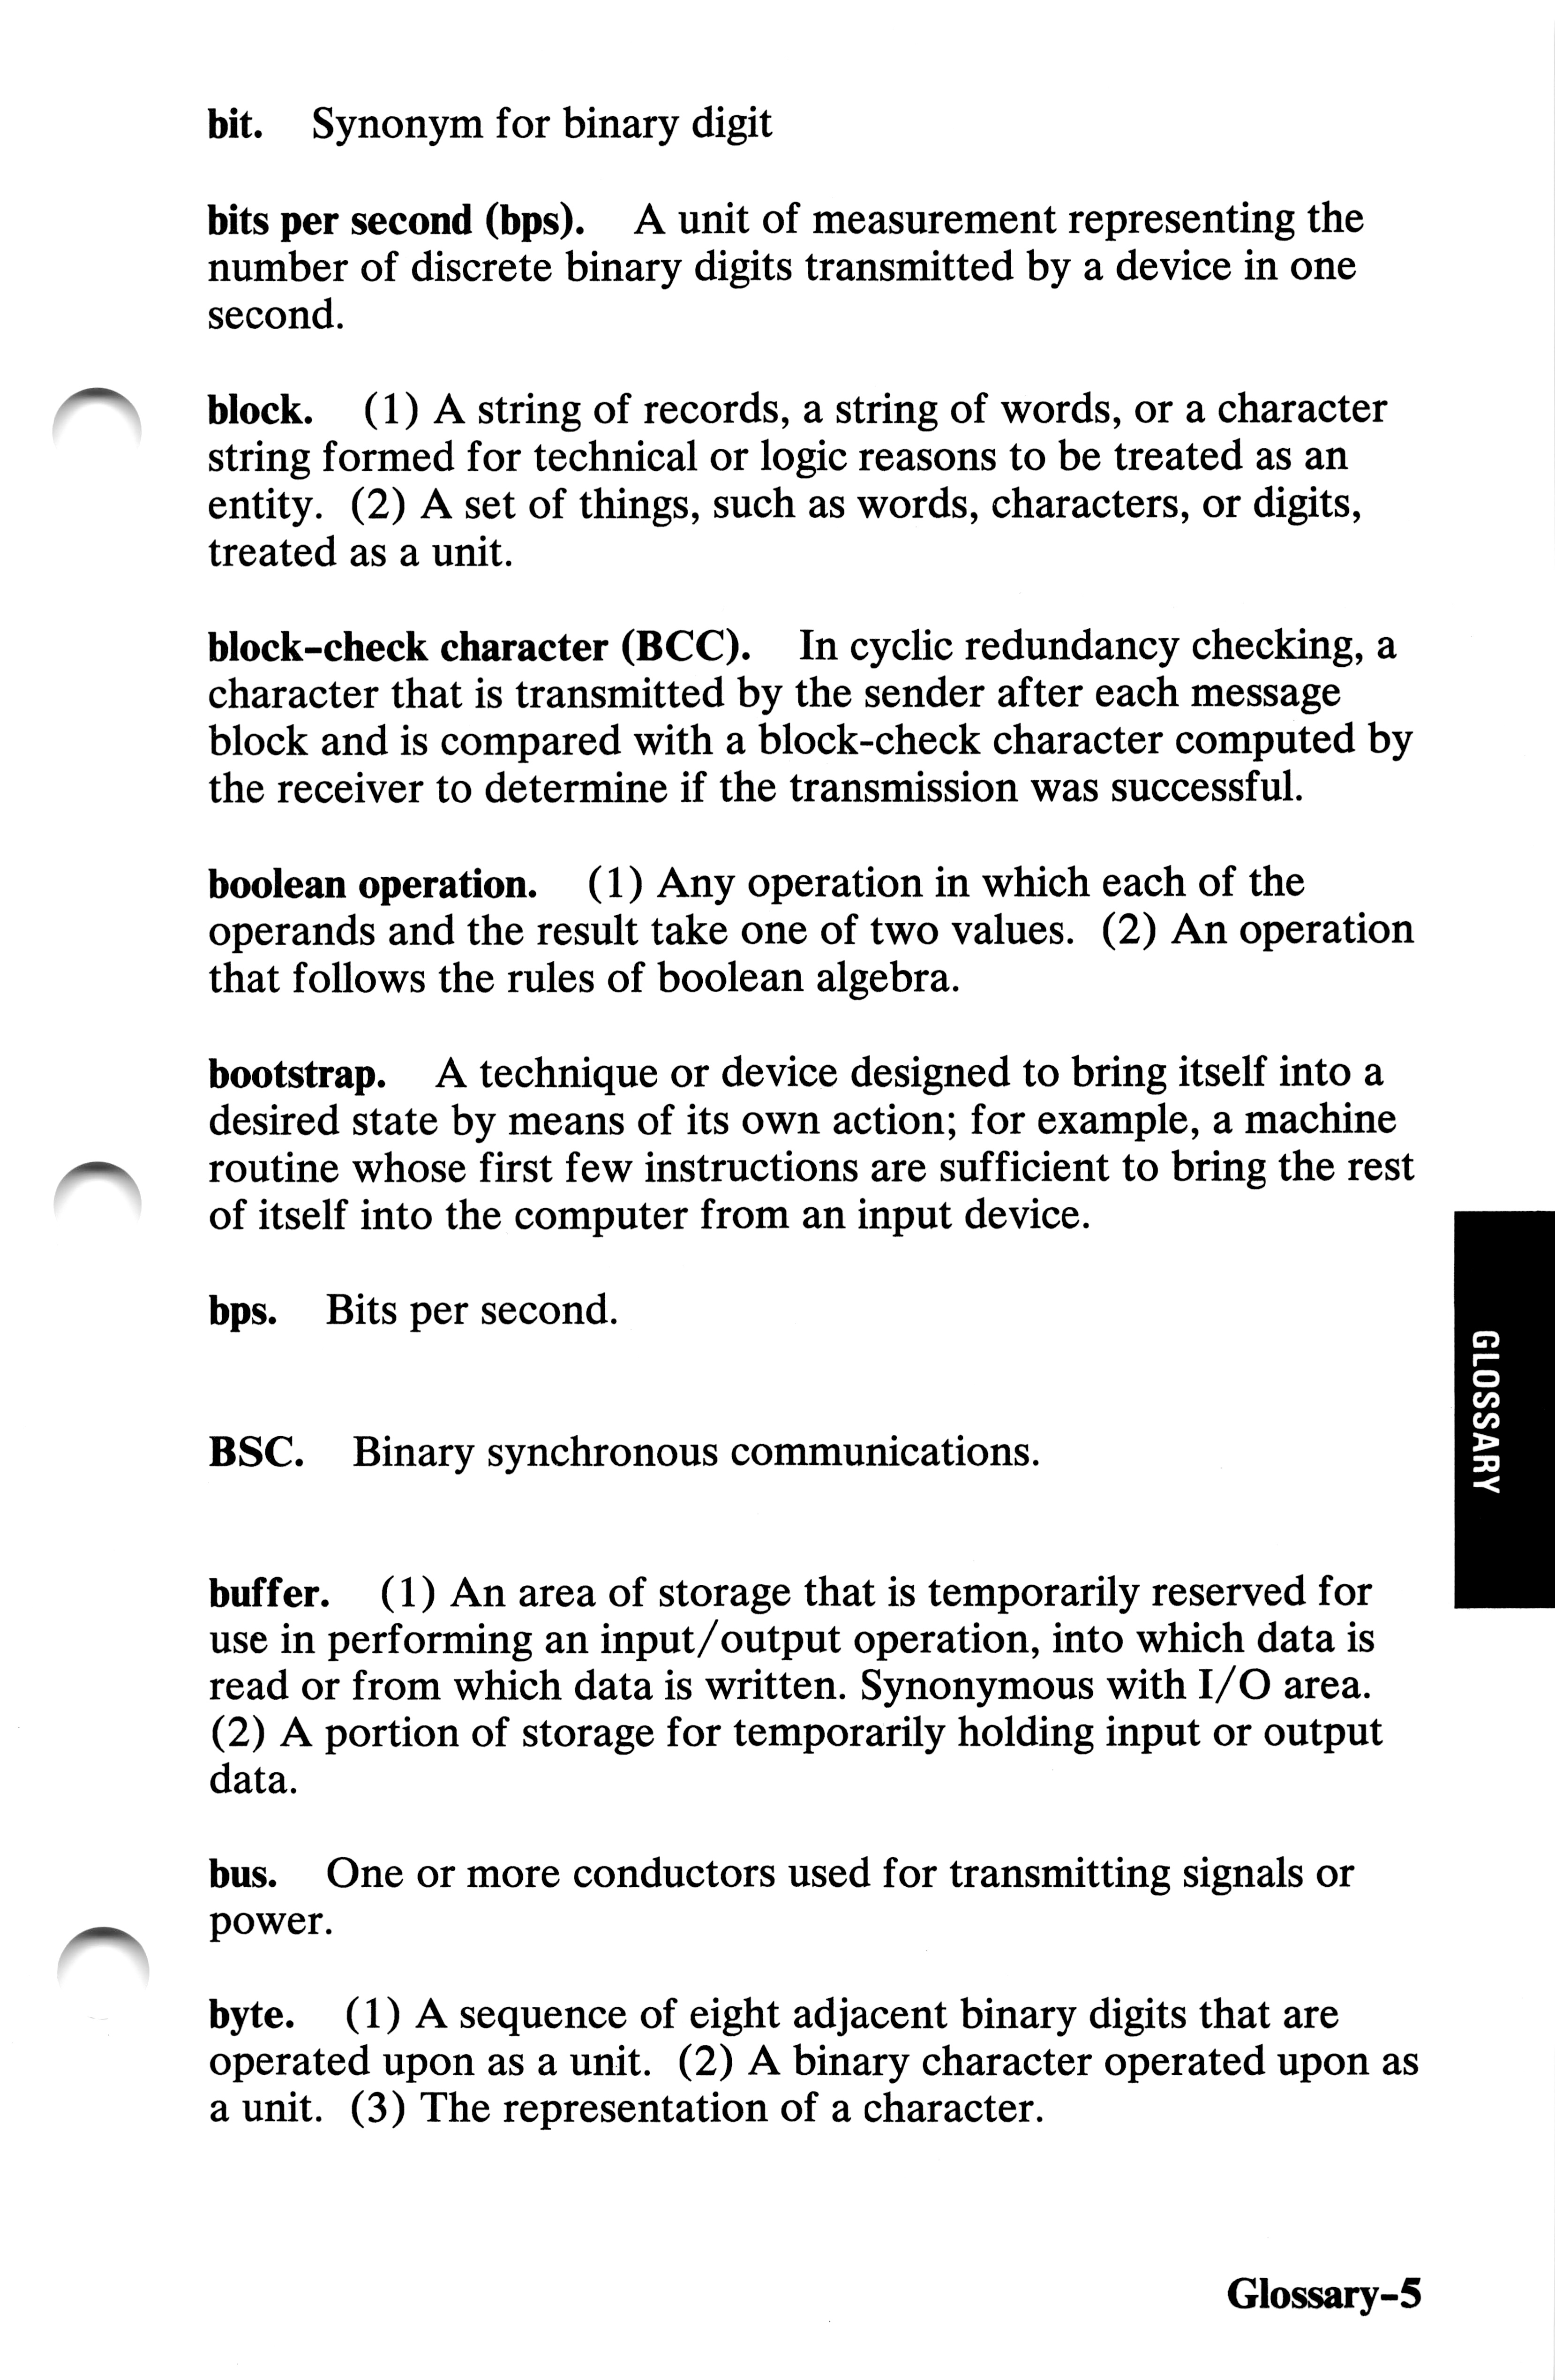 bit. Synonym for binary digit
bits per second (bps). A unit of measurement representing the
number of discrete binary digits transmitted by a device in one
second.
block. (1) A string of records, a string of words, or a character
string formed for technical or logic reasons to be treated as an
entity. (2) A set of things, such as words, characters, or digits,
treated as a unit.
block-check character (BCC). In cyclic redundancy checking, a
character that is transmitted by the sender after each message
block and is compared with a block-check character computed by
the receiver to determine if the transmission was successful.
boolean operation. (1) Any operation in which each of the
operands and the result take one of two values. (2) An operation
that follows the rules of boolean algebra.
bootstrap. A technique or device designed to bring itself into a
desired state by means of its own action; for example, a machine
routine whose first few instructions are sufficient to bring the rest
of itself into the computer from an input device.
bps. Bits per second.
BSC. Binary synchronous communications.
buffer. (1) An area of storage that is temporarily reserved for
use in performing an input/output operation, into which data is
read or from which data is written. Synonymous with I/O area.
(2) A portion of storage for temporarily holding input or output
data.
bus. One or more conductors used for transmitting signals or
power.
byte. (1) A sequence of eight adjacent binary digits that are
operated upon as a unit. (2) A binary character operated upon as
a unit. (3) The representation of a character.
GLOSSARY
Glossary-5